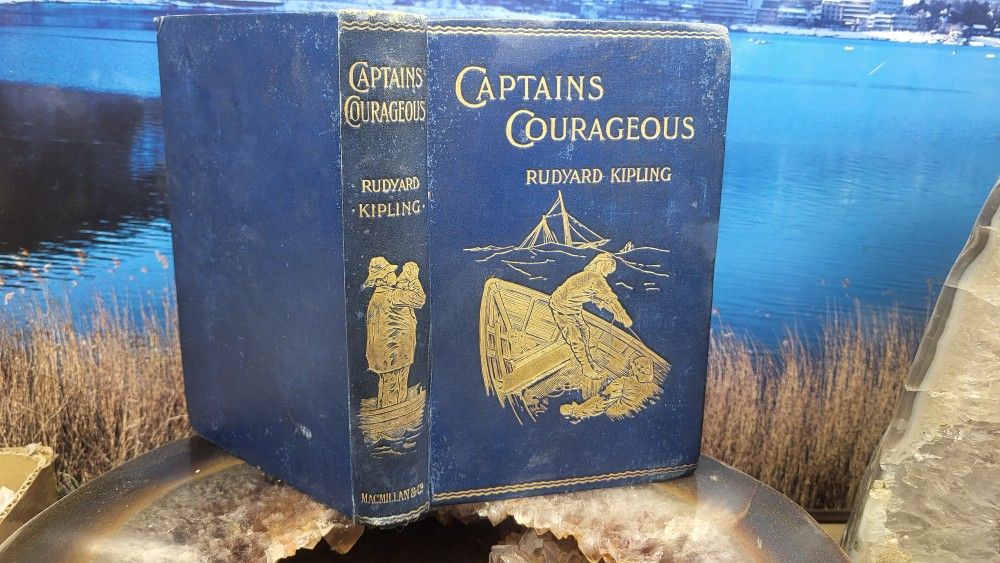 CAPTAINS
COURAGEOUS
RUDYARD
·KIPLING·
MACMILLAN & Co
CAPTAINS
COURAGEOUS
RUDYARD KIPLING